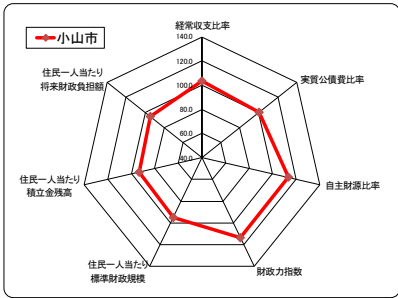 小山市
経常収支比率
140.0
120.0
100.0
80.0
60.0
40.0
実質公債費比率
自主財源比率
財政力指数
住民一人当たり
標準財政規模
住民一人当たり
積立金残高
住民一人当たり
将来財政負担額